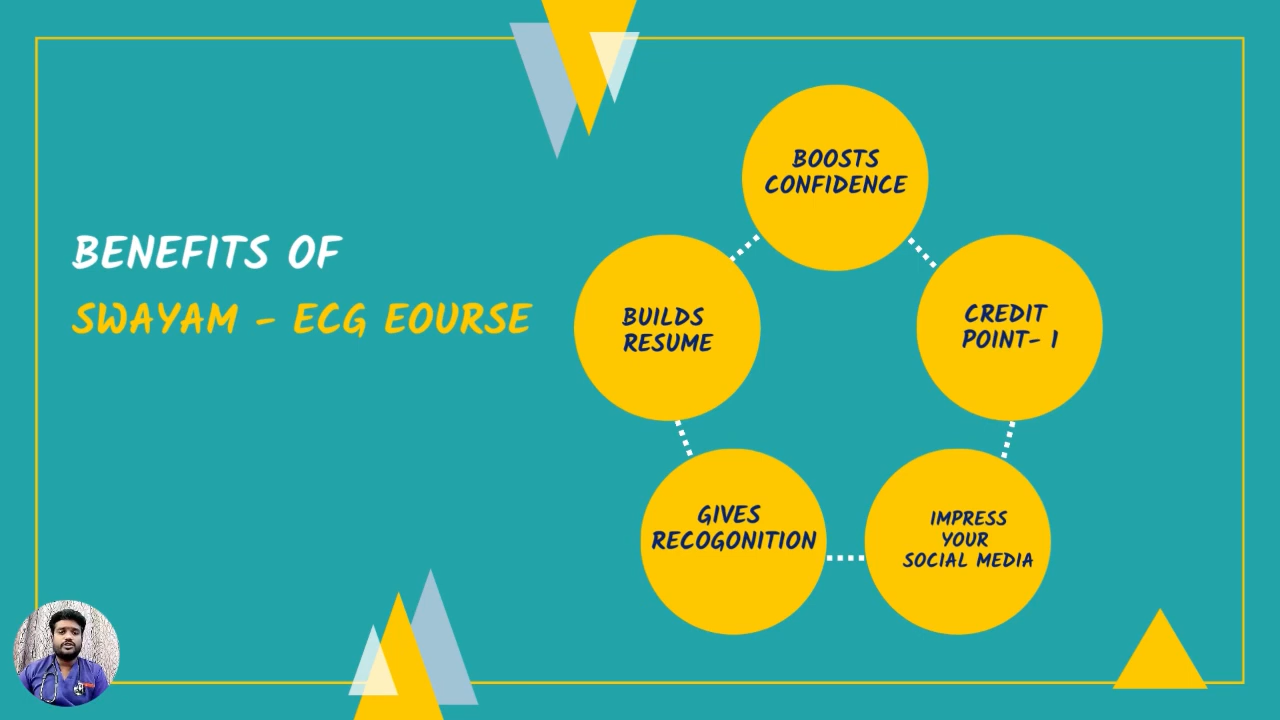 BENEFITS OF
SWAYAM - ECG EOURSE
BOOSTS
CONFIDENCE
BUILDS
RESUME
CREDIT
POINT- 1
GIVES
RECOGONITION
IMPRESS
YOUR
SOCIAL MEDIA